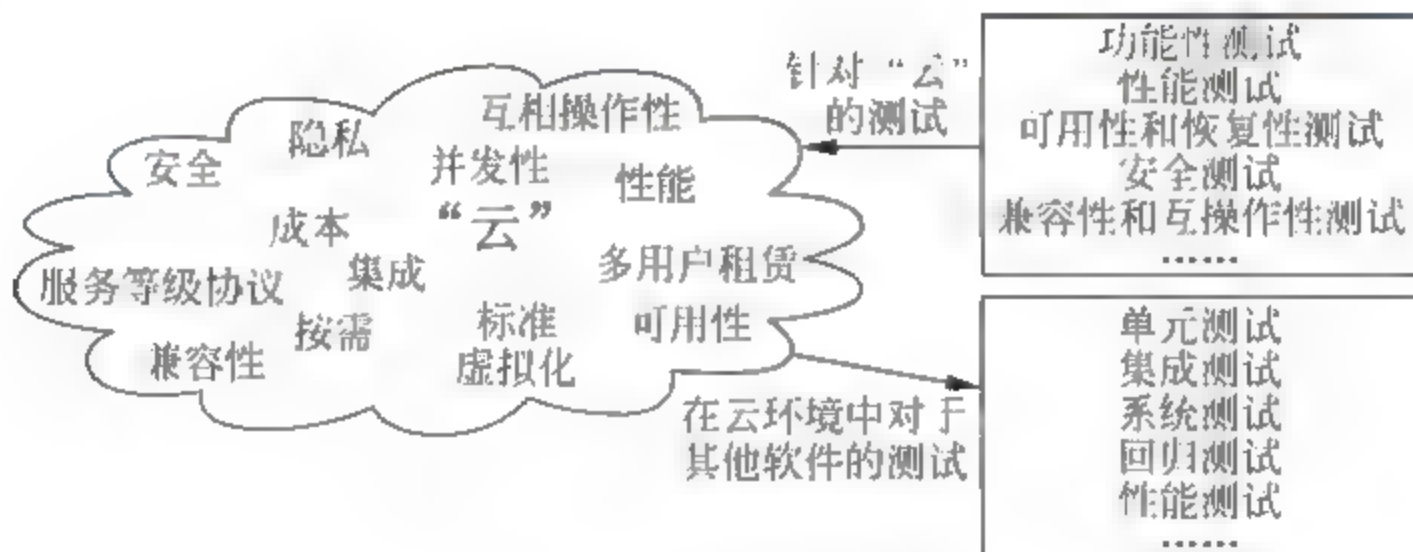 隐私
互相操作性
安全
并发性
性能
成本
“云”
服务等级协议
集成
多用户租赁
按需
标准
可用性
兼容性
虚拟化
针对“云”
的测试
功能性测试
性能测试
可用性和恢复性测试
安全测试
兼容性和互操作性测试
……
在云环境中对于
其他软件的测试
单元测试
集成测试
系统测试
回归测试
性能测试
……